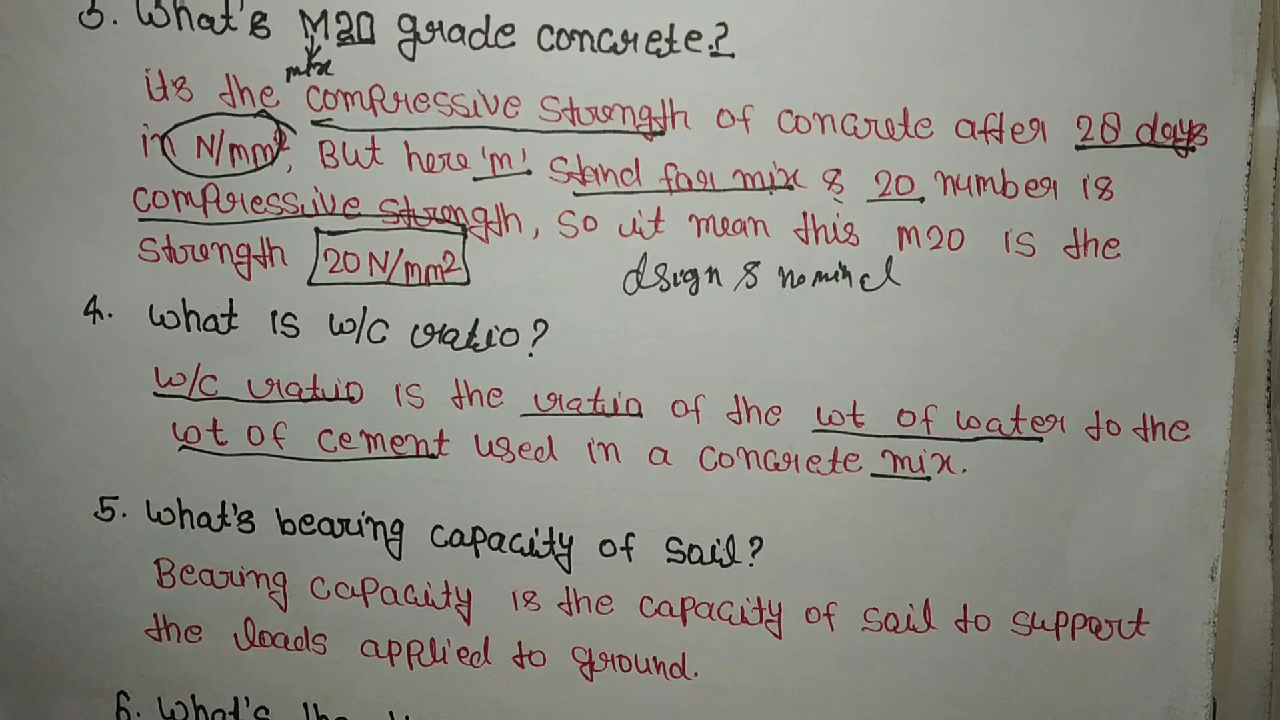 3. What's M20 grade concrete?
mix
its the compressive strength of concrete after 28 days
in N/mm², But here 'm' stand for mix & 20 number is
compressive strength, so it mean this m20 is the
strength 20N/mm2
dsign & nominal
4. what is w/c ratio?
w/c ratio is the ratio of the wt of water to the
wt of cement used in a concrete mix.
5. what's bearing capacity of soil?
Bearing capacity is the capacity of soil to support
the loads applied to ground.
6. What's the